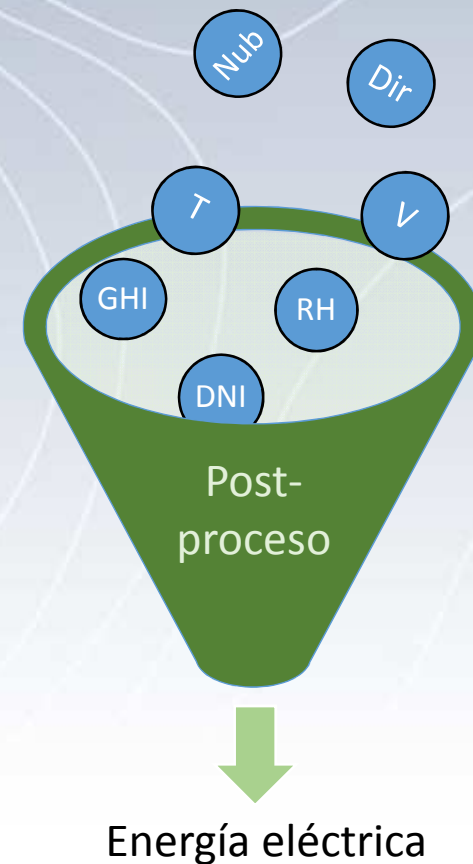 Nub
Dir
T
V
GHI
RH
DNI
Post-
proceso
Energía eléctrica